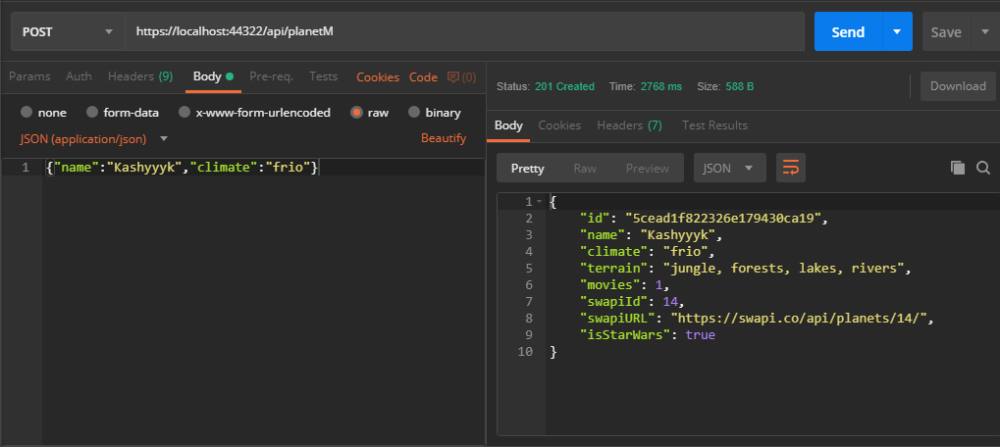 POST https://localhost:44322/api/planetM Send Save
Params Auth Headers (9) Body Pre-req. Tests Cookies Code (0)
none form-data x-www-form-urlencoded raw binary
JSON (application/json) Beautify
1 {"name":"Kashyyyk","climate":"frio"}
Status: 201 Created Time: 2768 ms Size: 588 B Download
Body Cookies Headers (7) Test Results
Pretty Raw Preview JSON
1 {
2 "id": "5cead1f822326e179430ca19",
3 "name": "Kashyyyk",
4 "climate": "frio",
5 "terrain": "jungle, forests, lakes, rivers",
6 "movies": 1,
7 "swapiId": 14,
8 "swapiURL": "https://swapi.co/api/planets/14/",
9 "isStarWars": true
10 }